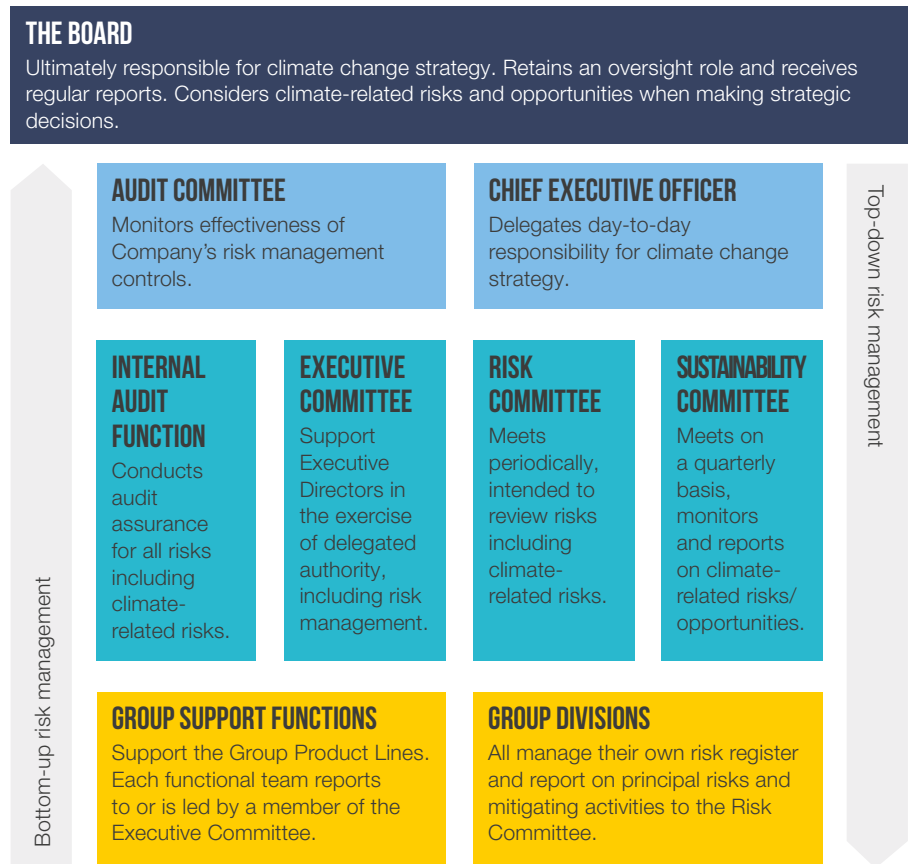 THE BOARD
Ultimately responsible for climate change strategy. Retains an oversight role and receives
regular reports. Considers climate-related risks and opportunities when making strategic
decisions.
AUDIT COMMITTEE
Monitors effectiveness of
Company's risk management
controls.
CHIEF EXECUTIVE OFFICER
Delegates day-to-day
responsibility for climate change
strategy.
INTERNAL
AUDIT
FUNCTION
Conducts
audit
assurance
for all risks
including
climate-
related risks.
EXECUTIVE
COMMITTEE
Support
Executive
Directors in
the exercise
of delegated
authority,
including risk
management.
RISK
COMMITTEE
Meets
periodically,
intended to
review risks
including
climate-
related risks.
SUSTAINABILITY
COMMITTEE
Meets on
a quarterly
basis,
monitors
and reports
on climate-
related risks/
opportunities.
GROUP SUPPORT FUNCTIONS
Support the Group Product Lines.
Each functional team reports
to or is led by a member of the
Executive Committee.
GROUP DIVISIONS
All manage their own risk register
and report on principal risks and
mitigating activities to the Risk
Committee.
Bottom-up risk management
Top-down risk management